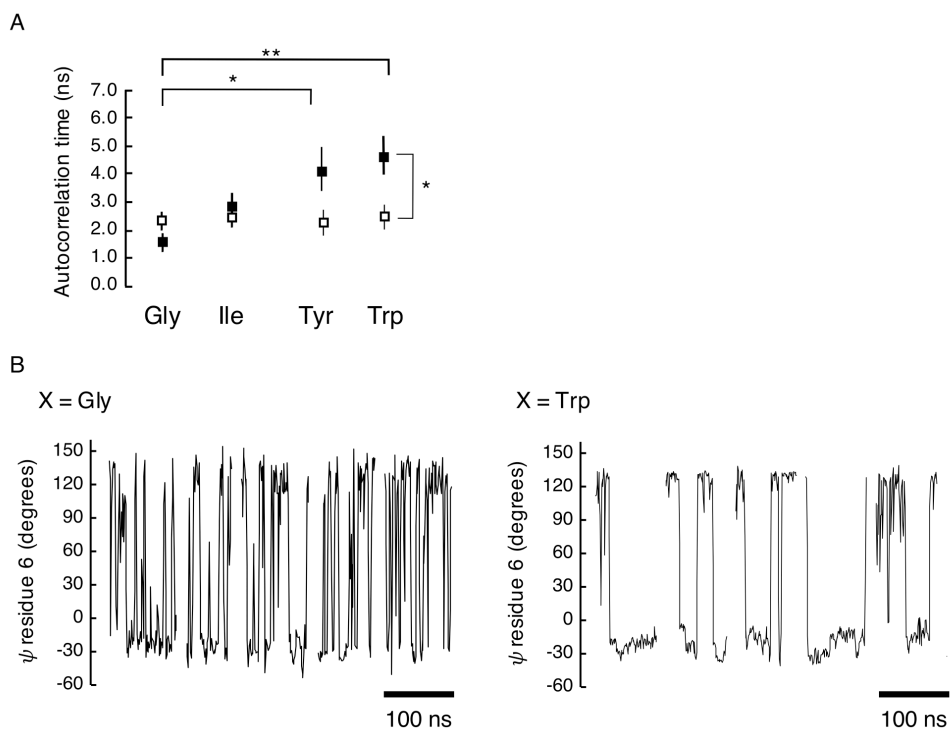 A
**
*
Autocorrelation time (ns)
7.0
6.0
5.0
4.0
3.0
2.0
1.0
0.0
*
Gly Ile Tyr Trp
B
X = Gly
ψ residue 6 (degrees)
150
120
90
60
30
0
-30
-60
100 ns
X = Trp
ψ residue 6 (degrees)
150
120
90
60
30
0
-30
-60
100 ns